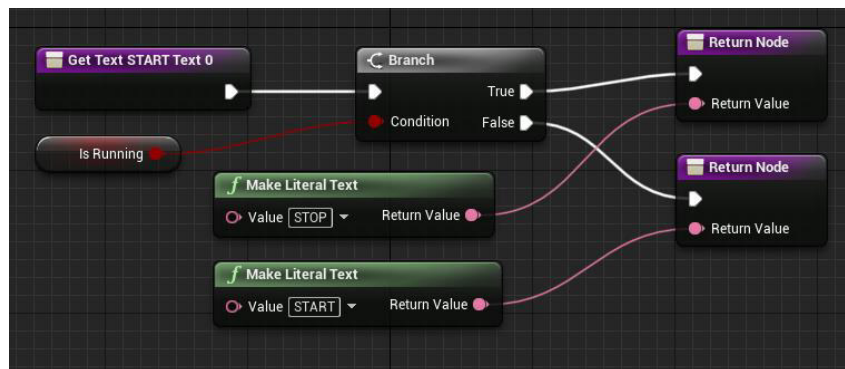 Get Text START Text 0
Branch
True
Condition
False
Is Running
Return Node
Return Value
Return Node
Return Value
Make Literal Text
Value STOP
Return Value
Make Literal Text
Value START
Return Value